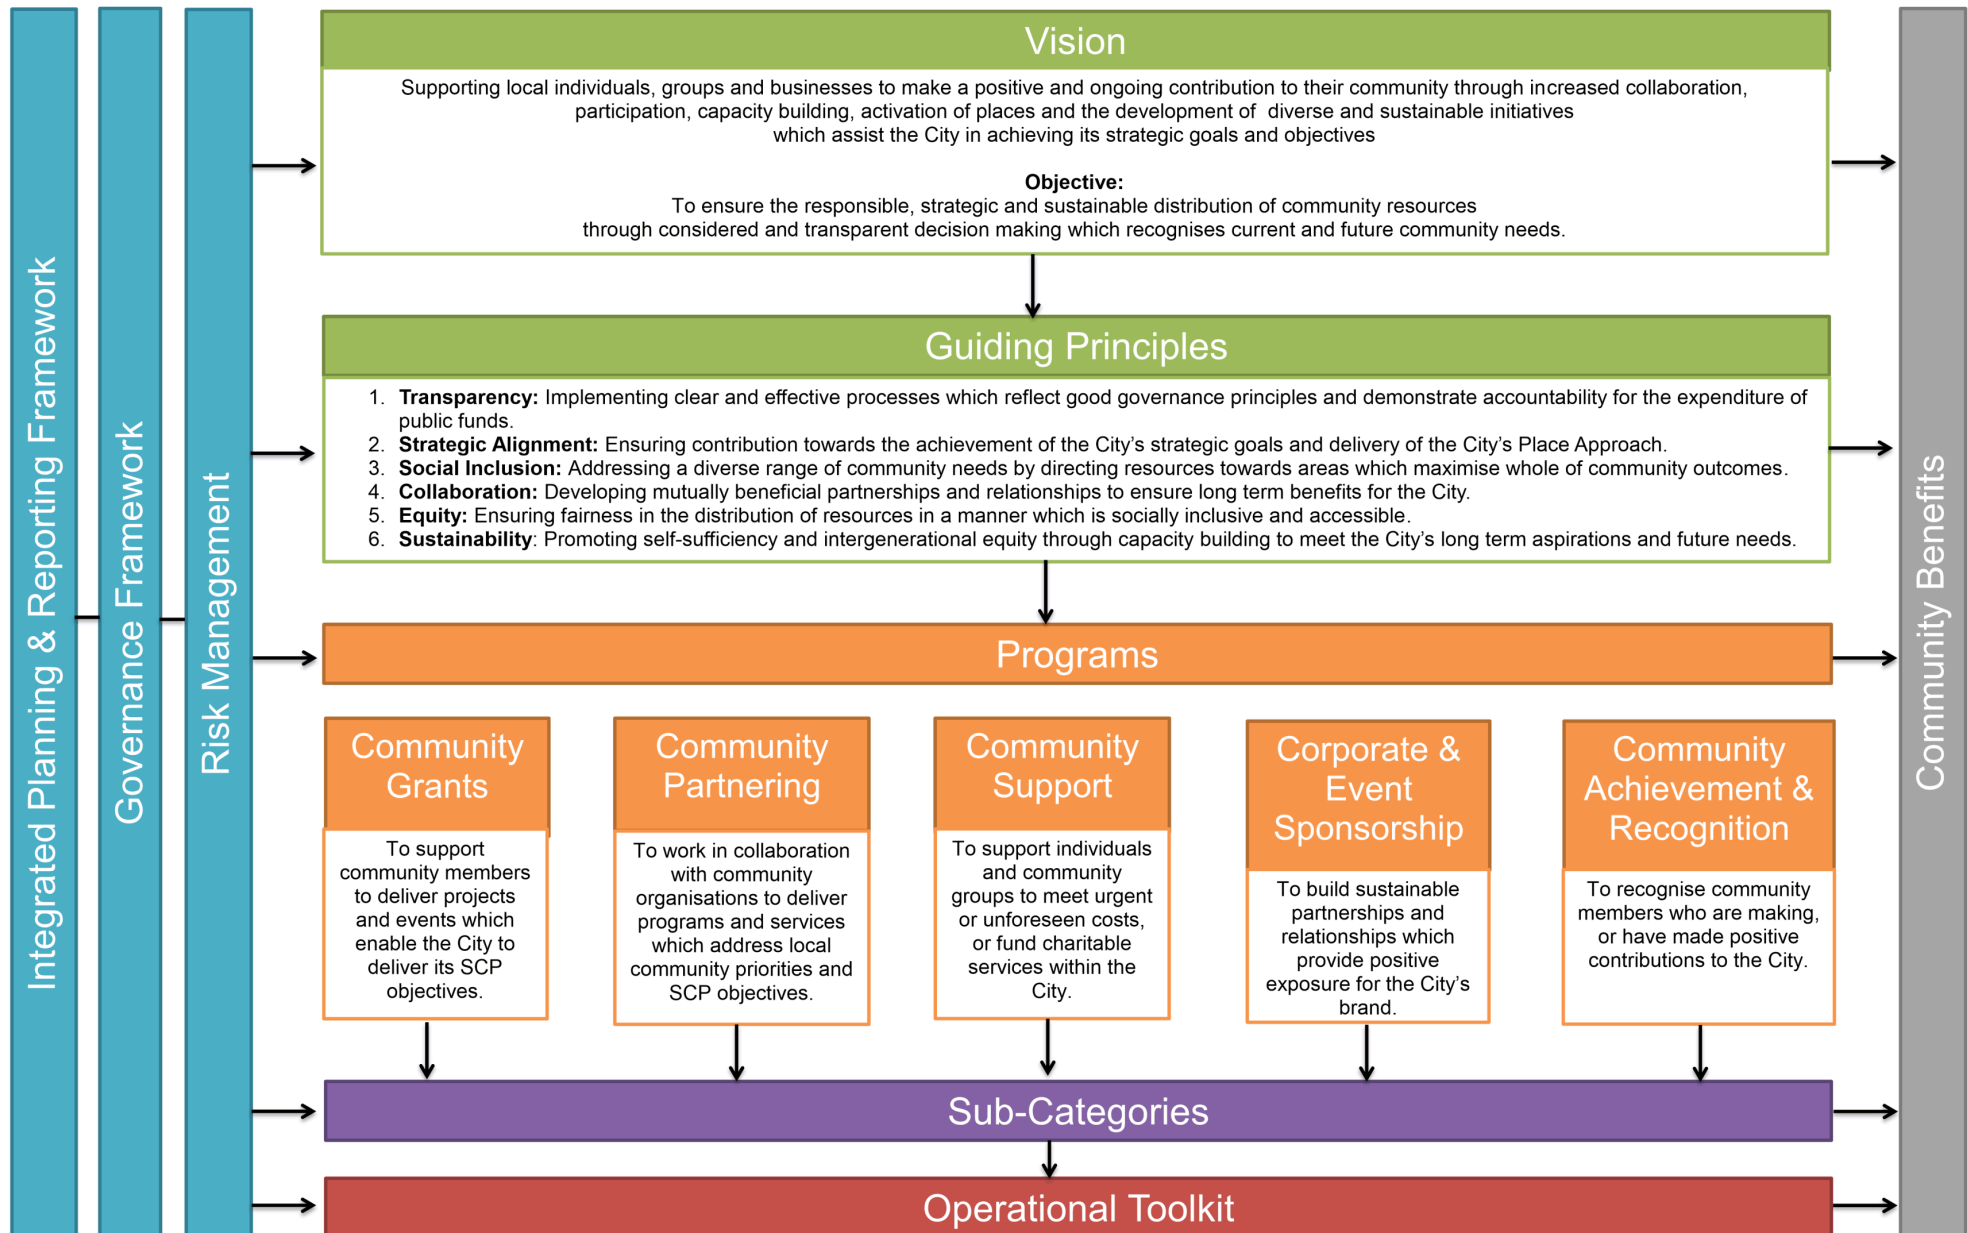 Integrated Planning & Reporting Framework
Governance Framework
Risk Management
Vision
Supporting local individuals, groups and businesses to make a positive and ongoing contribution to their community through increased collaboration,
participation, capacity building, activation of places and the development of  diverse and sustainable initiatives
which assist the City in achieving its strategic goals and objectives
Objective:
To ensure the responsible, strategic and sustainable distribution of community resources
through considered and transparent decision making which recognises current and future community needs.
Guiding Principles
1. Transparency: Implementing clear and effective processes which reflect good governance principles and demonstrate accountability for the expenditure of
public funds.
2. Strategic Alignment: Ensuring contribution towards the achievement of the City's strategic goals and delivery of the City's Place Approach.
3. Social Inclusion: Addressing a diverse range of community needs by directing resources towards areas which maximise whole of community outcomes.
4. Collaboration: Developing mutually beneficial partnerships and relationships to ensure long term benefits for the City.
5. Equity: Ensuring fairness in the distribution of resources in a manner which is socially inclusive and accessible.
6. Sustainability: Promoting self-sufficiency and intergenerational equity through capacity building to meet the City's long term aspirations and future needs.
Programs
Community
Grants
To support
community members
to deliver projects
and events which
enable the City to
deliver its SCP
objectives.
Community
Partnering
To work in collaboration
with community
organisations to deliver
programs and services
which address local
community priorities and
SCP objectives.
Community
Support
To support individuals
and community
groups to meet urgent
or unforeseen costs,
or fund charitable
services within the
City.
Corporate &
Event
Sponsorship
To build sustainable
partnerships and
relationships which
provide positive
exposure for the City's
brand.
Community
Achievement &
Recognition
To recognise community
members who are making,
or have made positive
contributions to the City.
Sub-Categories
Operational Toolkit
Community Benefits